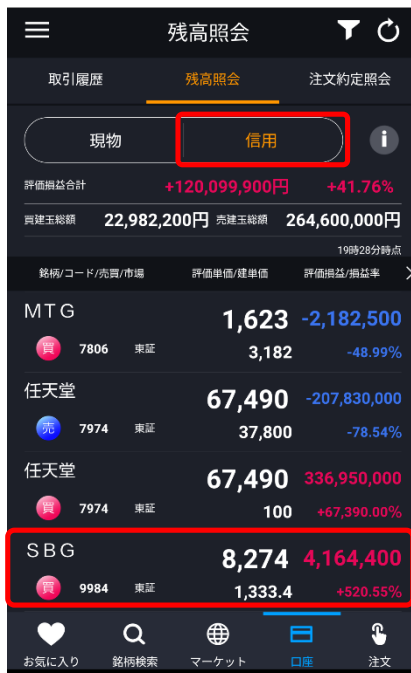 残高照会
取引履歴 残高照会 注文約定照会
現物 信用 i
評価損益合計 +120,099,900円 +41.76%
買建玉総額 22,982,200円 売建玉総額 264,600,000円
19時28分時点
銘柄/コード/売買/市場 評価単価/建単価 評価損益/損益率
MTG 1,623 -2,182,500
買 7806 東証 3,182 -48.99%
任天堂 67,490 -207,830,000
売 7974 東証 37,800 -78.54%
任天堂 67,490 336,950,000
買 7974 東証 100 +67,390.00%
SBG 8,274 4,164,400
買 9984 東証 1,333.4 +520.55%
お気に入り 銘柄検索 マーケット 口座 注文